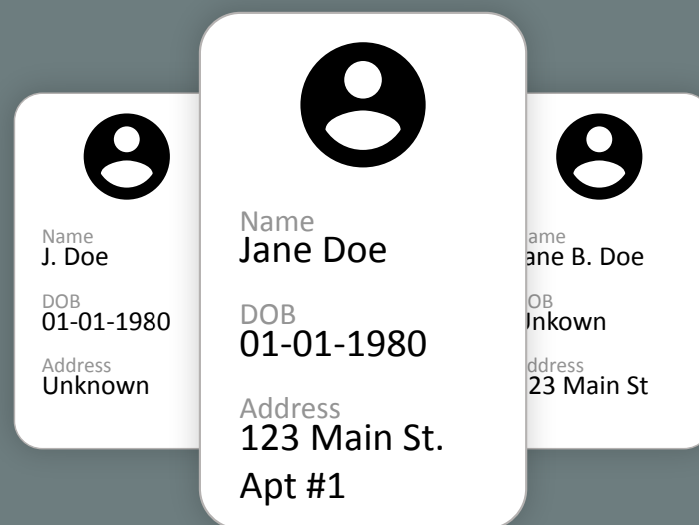 Name
J. Doe
DOB
01-01-1980
Address
Unknown
Name
Jane Doe
DOB
01-01-1980
Address
123 Main St.
Apt #1
ame
ane B. Doe
OB
Unkown
ddress
23 Main St